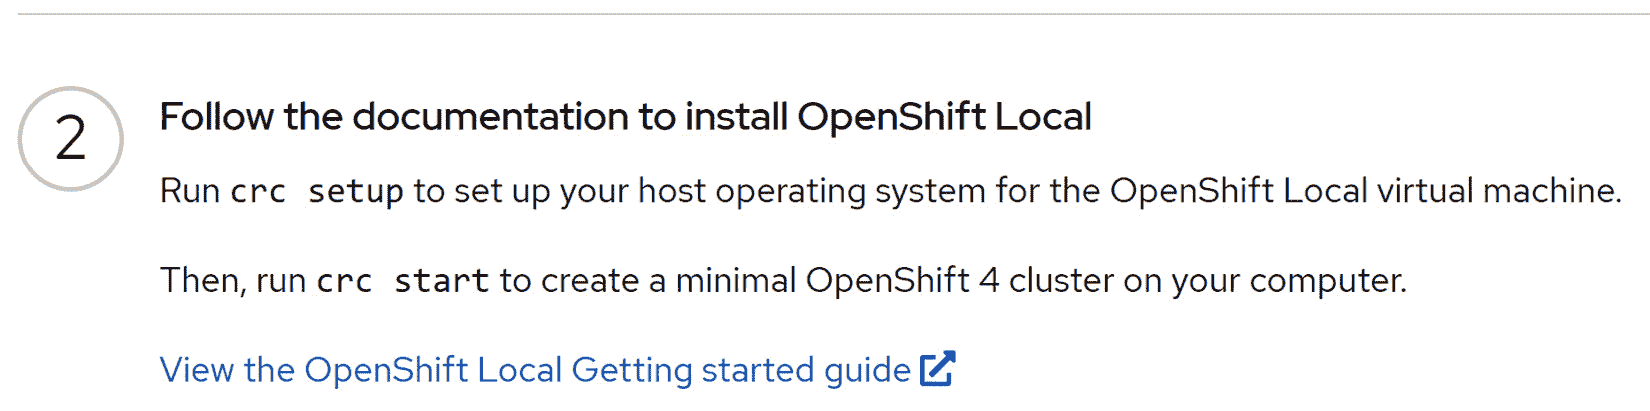 2
Follow the documentation to install OpenShift Local
Run crc setup to set up your host operating system for the OpenShift Local virtual machine.
Then, run crc start to create a minimal OpenShift 4 cluster on your computer.
View the OpenShift Local Getting started guide